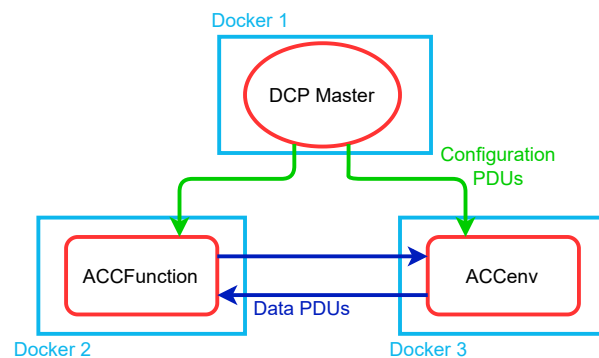 Docker 1
DCP Master
Configuration
PDUs
ACCFunction
ACCenv
Data PDUs
Docker 2
Docker 3